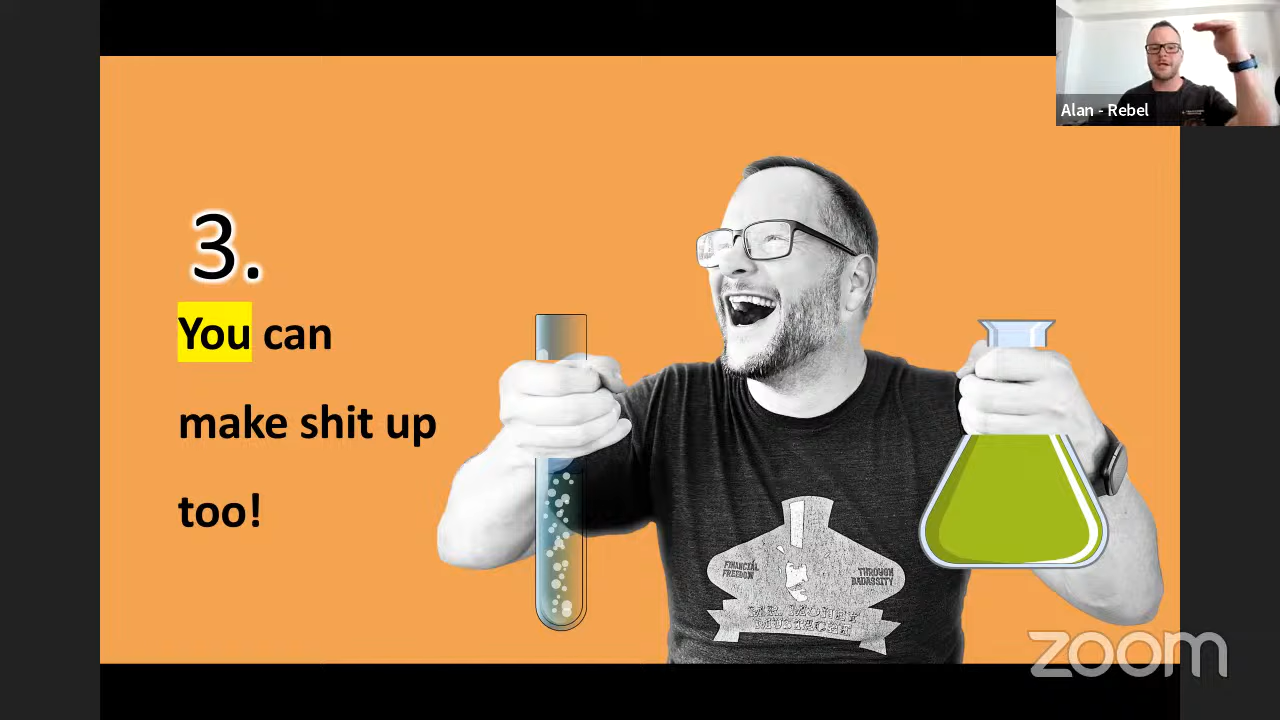 Alan - Rebel
3.
You can
make shit up
too!
FINANCIAL
FREEDOM
THROUGH
BADASSITY
MR. MONEY
MUSTACHE
zoom